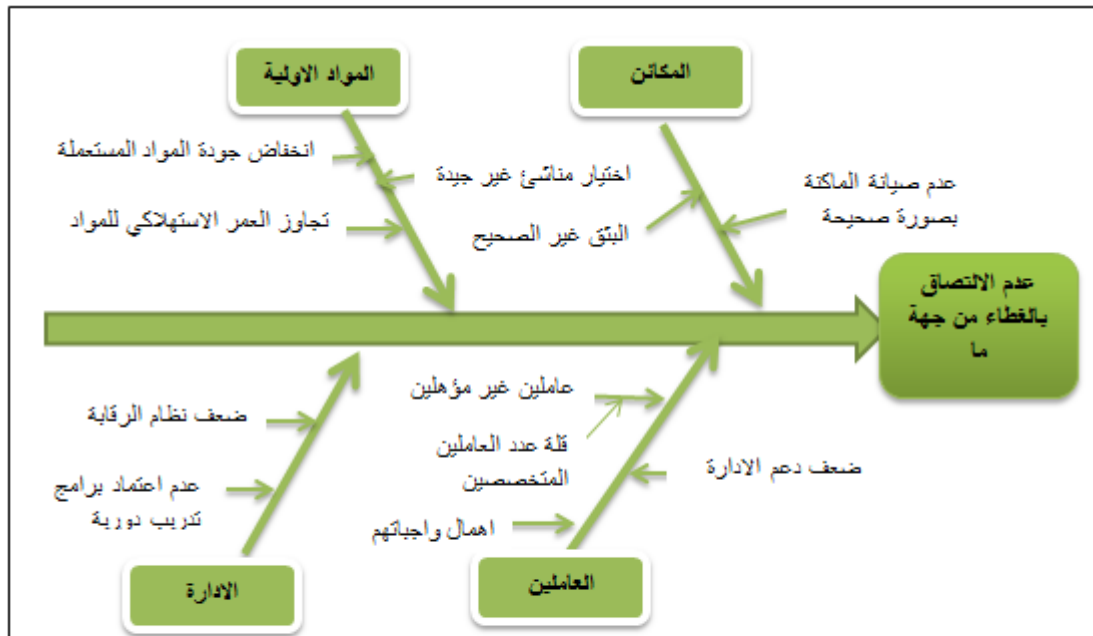 المكائن
المواد الاولية
انخفاض جودة المواد المستعملة
اختيار مناشئ غير جيدة
عدم صيانة الماكنة
بصورة صحيحة
تجاوز العمر الاستهلاكي للمواد
البثق غير الصحيح
عدم الالتصاق
بالغطاء من جهة
ما
عاملين غير مؤهلين
ضعف نظام الرقابة
قلة عدد العاملين
المتخصصين
ضعف دعم الادارة
عدم اعتماد برامج
تدريب دورية
اهمال واجباتهم
العاملين
الادارة